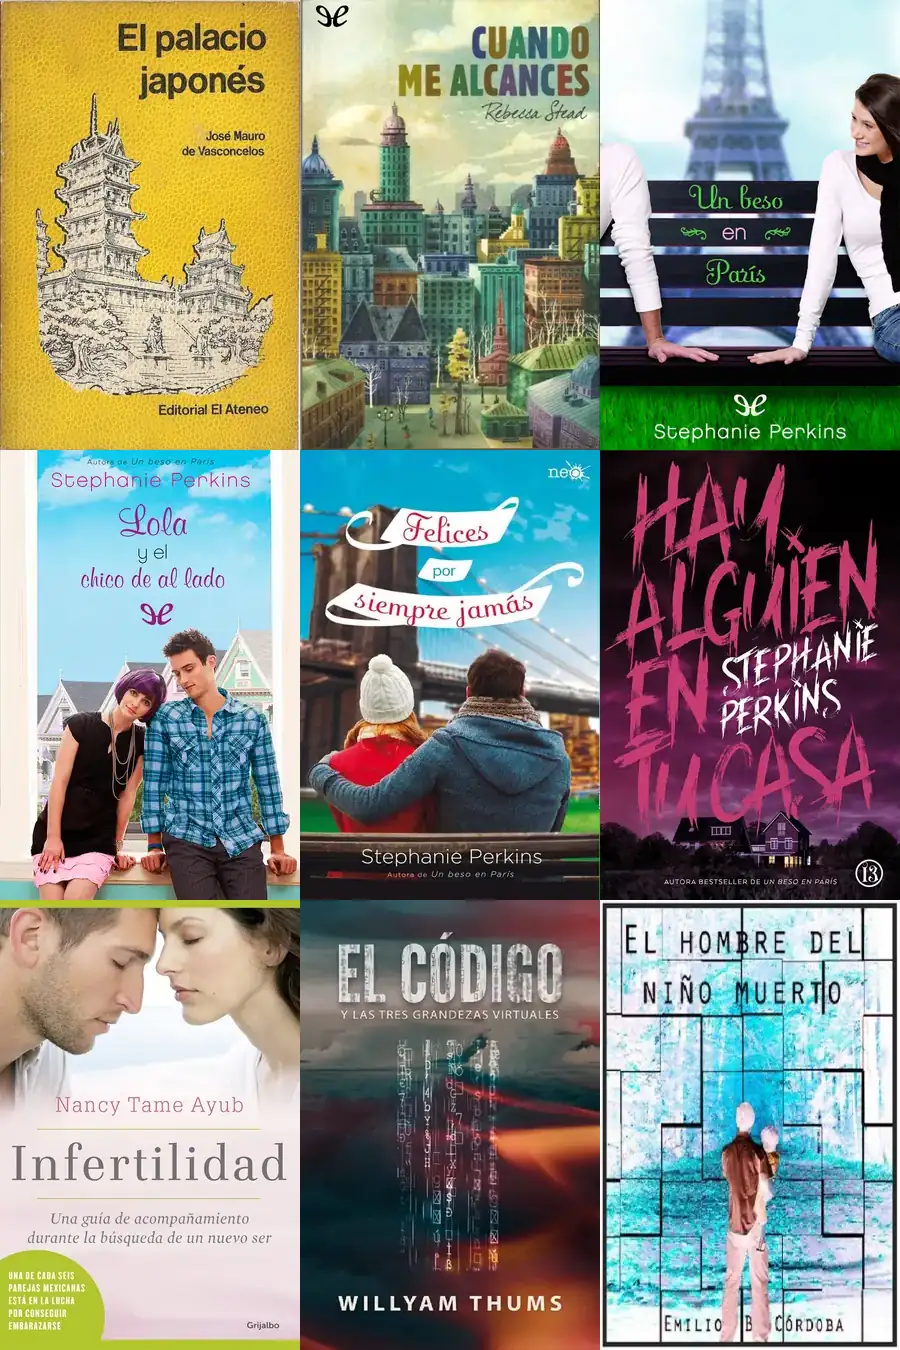 El palacio
japonés
José Mauro
de Vasconcelos
Editorial El Ateneo
CUANDO
ME ALCANCES
Rebecca Stead
Un beso
en
París
Stephanie Perkins
Autora de Un beso en París
Stephanie Perkins
Lola
y el
chico de al lado
neo
Felices
por
siempre jamás
Stephanie Perkins
Autora de Un beso en París
HAY
ALGUIEN
EN
STEPHANIE
PERKINS
TU CASA
AUTORA BESTSELLER DE UN BESO EN PARÍS
13
Nancy Tame Ayub
Infertilidad
Una guía de acompañamiento
durante la búsqueda de un nuevo ser
UNA DE CADA SEIS
PAREJAS MEXICANAS
ESTÁ EN LA LUCHA
POR CONSEGUIR
EMBARAZARSE
Grijalbo
EL CÓDIGO
Y LAS TRES GRANDEZAS VIRTUALES
WILLYAM THUMS
EL HOMBRE DEL
NIÑO MUERTO
EMILIO B CÓRDOBA